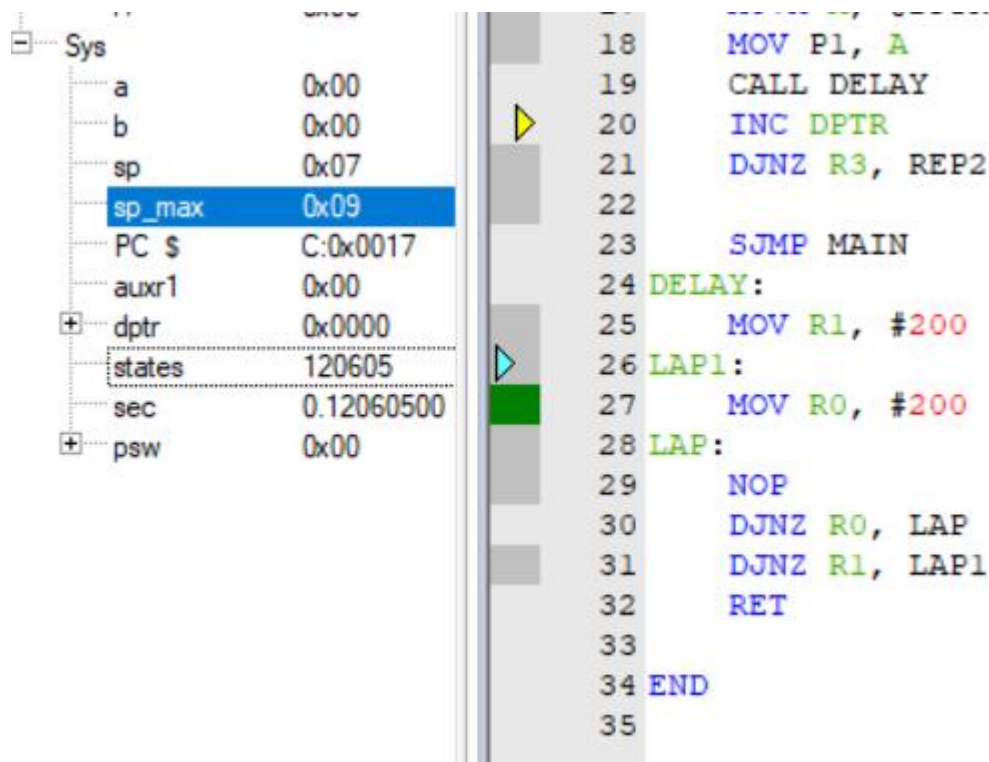 Sys
a 0x00
b 0x00
sp 0x07
sp_max 0x09
PC $ C:0x0017
auxr1 0x00
dptr 0x0000
states 120605
sec 0.12060500
psw 0x00
18 MOV P1, A
19 CALL DELAY
20 INC DPTR
21 DJNZ R3, REP2
22
23 SJMP MAIN
24 DELAY:
25 MOV R1, #200
26 LAP1:
27 MOV R0, #200
28 LAP:
29 NOP
30 DJNZ R0, LAP
31 DJNZ R1, LAP1
32 RET
33
34 END
35